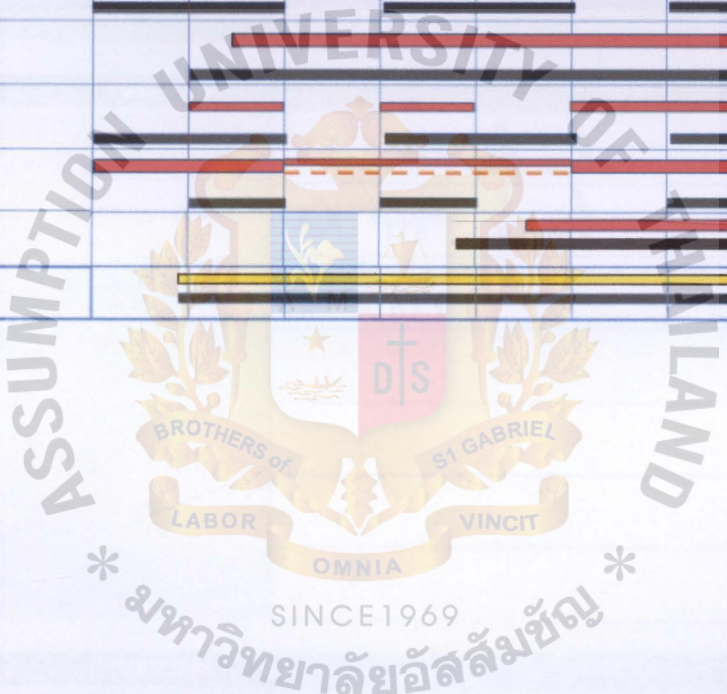 ASSUMPTION UNIVERSITY OF THAILAND
M
D S
BROTHERS of S1 GABRIEL
LABOR VINCIT
OMNIA
* SINCE1969 *
มหาวิทยาลัยอัสสัมชัญ